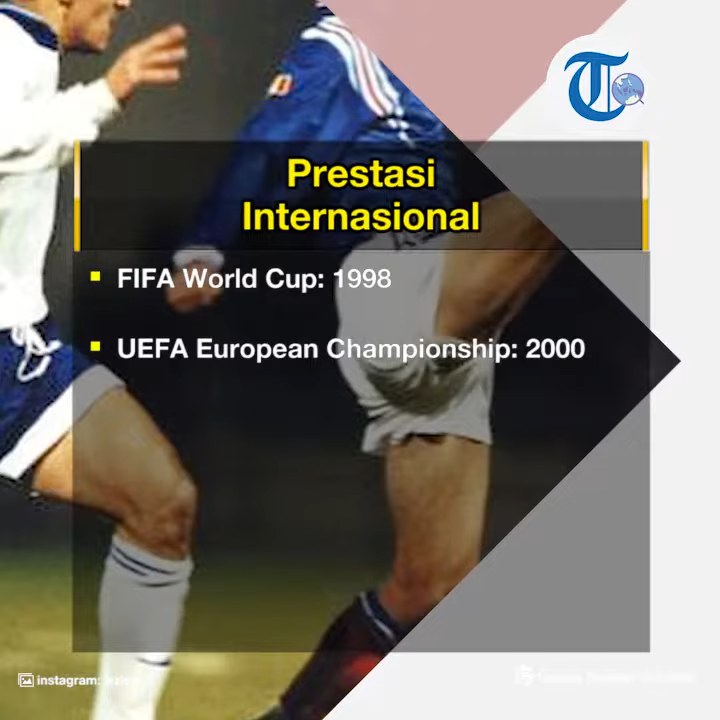 T
Prestasi
Internasional
FIFA World Cup: 1998
UEFA European Championship: 2000
instagram: